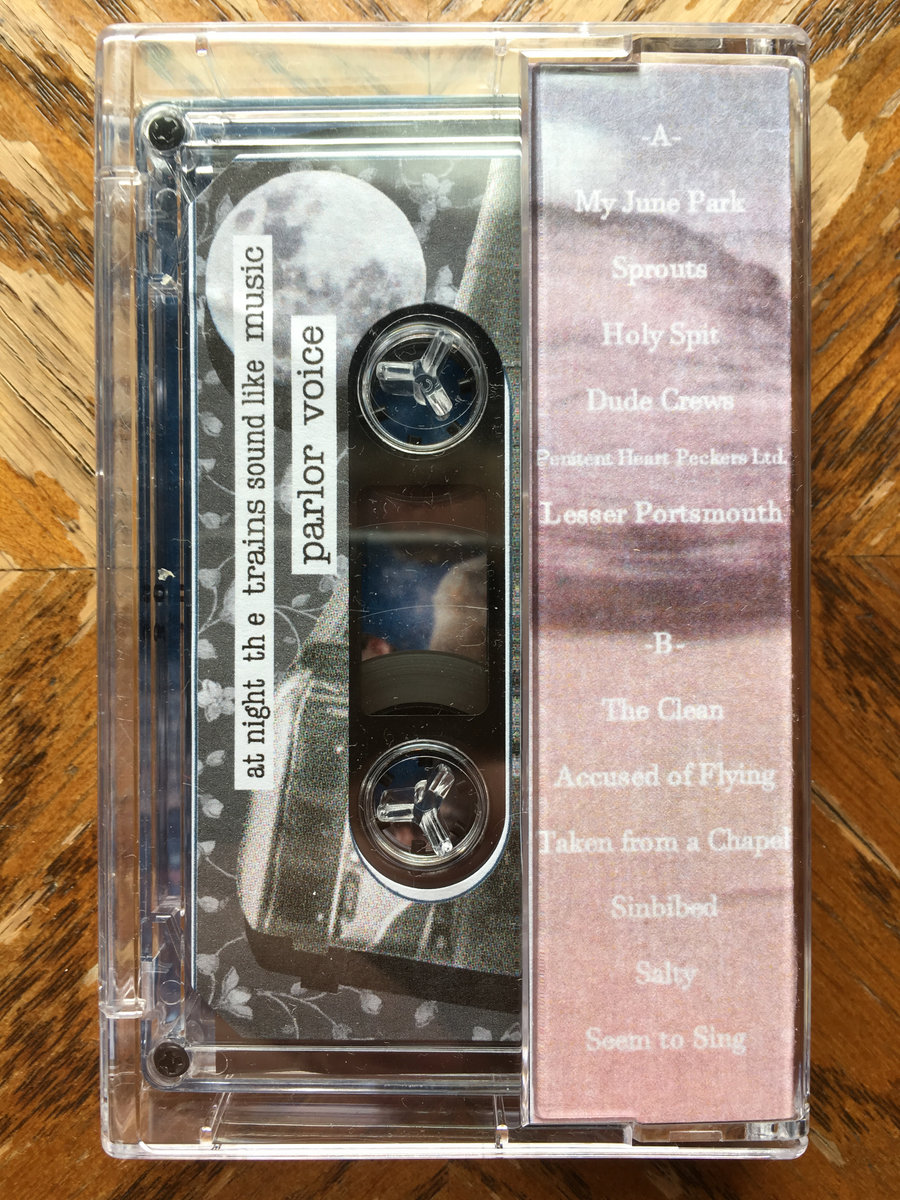 at night th e trains sound like music
parlor voice
-A-
My June Park
Sprouts
Holy Spit
Dude Crews
Penitent Heart Peckers Ltd.
Lesser Portsmouth
-B-
The Clean
Accused of Flying
Taken from a Chapel
Sinbibed
Salty
Seem to Sing